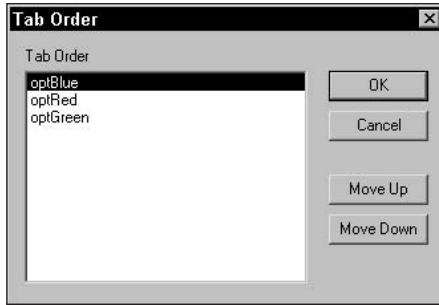 Tab Order
Tab Order
optBlue
optRed
optGreen
OK
Cancel
Move Up
Move Down